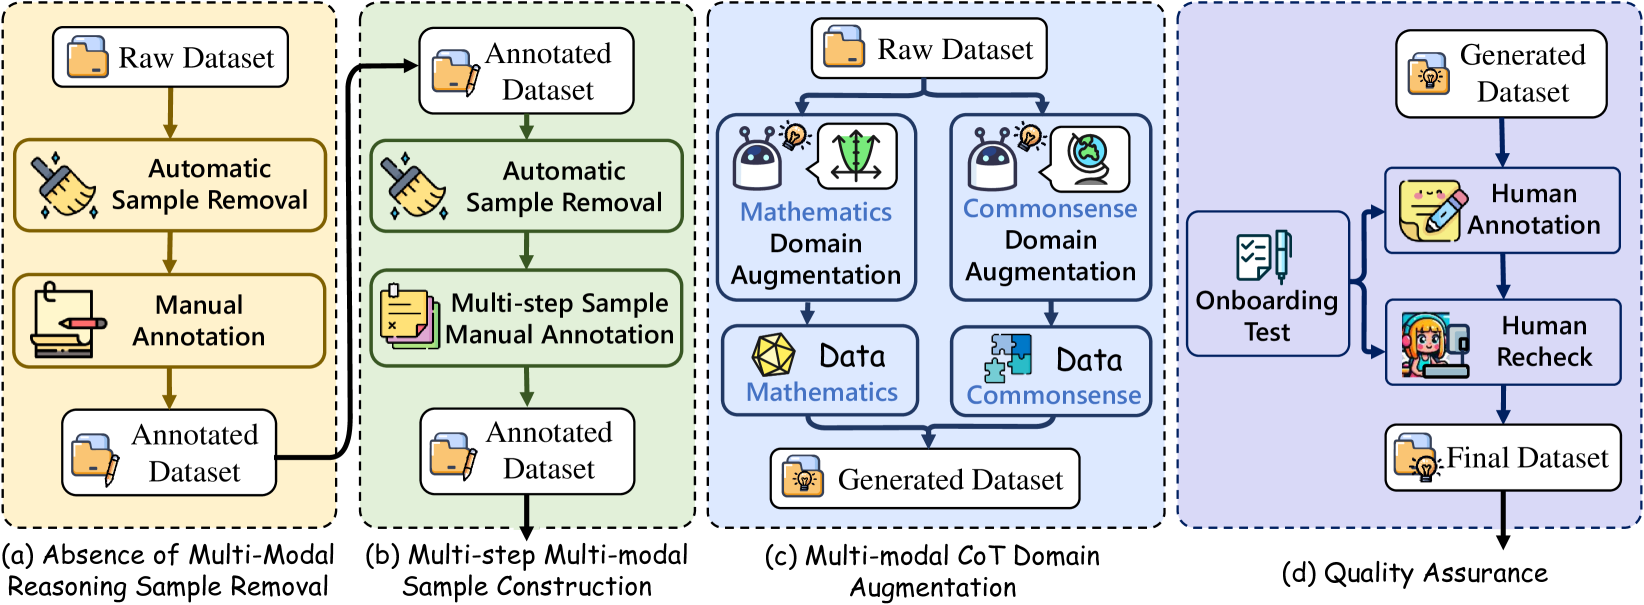 Raw Dataset
Automatic
Sample Removal
Manual
Annotation
Annotated
Dataset
(a) Absence of Multi-Modal
Reasoning Sample Removal
Annotated
Dataset
Automatic
Sample Removal
Multi-step Sample
Manual Annotation
Annotated
Dataset
(b) Multi-step Multi-modal
Sample Construction
Raw Dataset
Mathematics
Domain
Augmentation
Commonsense
Domain
Augmentation
Data
Mathematics
Data
Commonsense
Generated Dataset
(c) Multi-modal CoT Domain
Augmentation
Generated
Dataset
Onboarding
Test
Human
Annotation
Human
Recheck
Final Dataset
(d) Quality Assurance